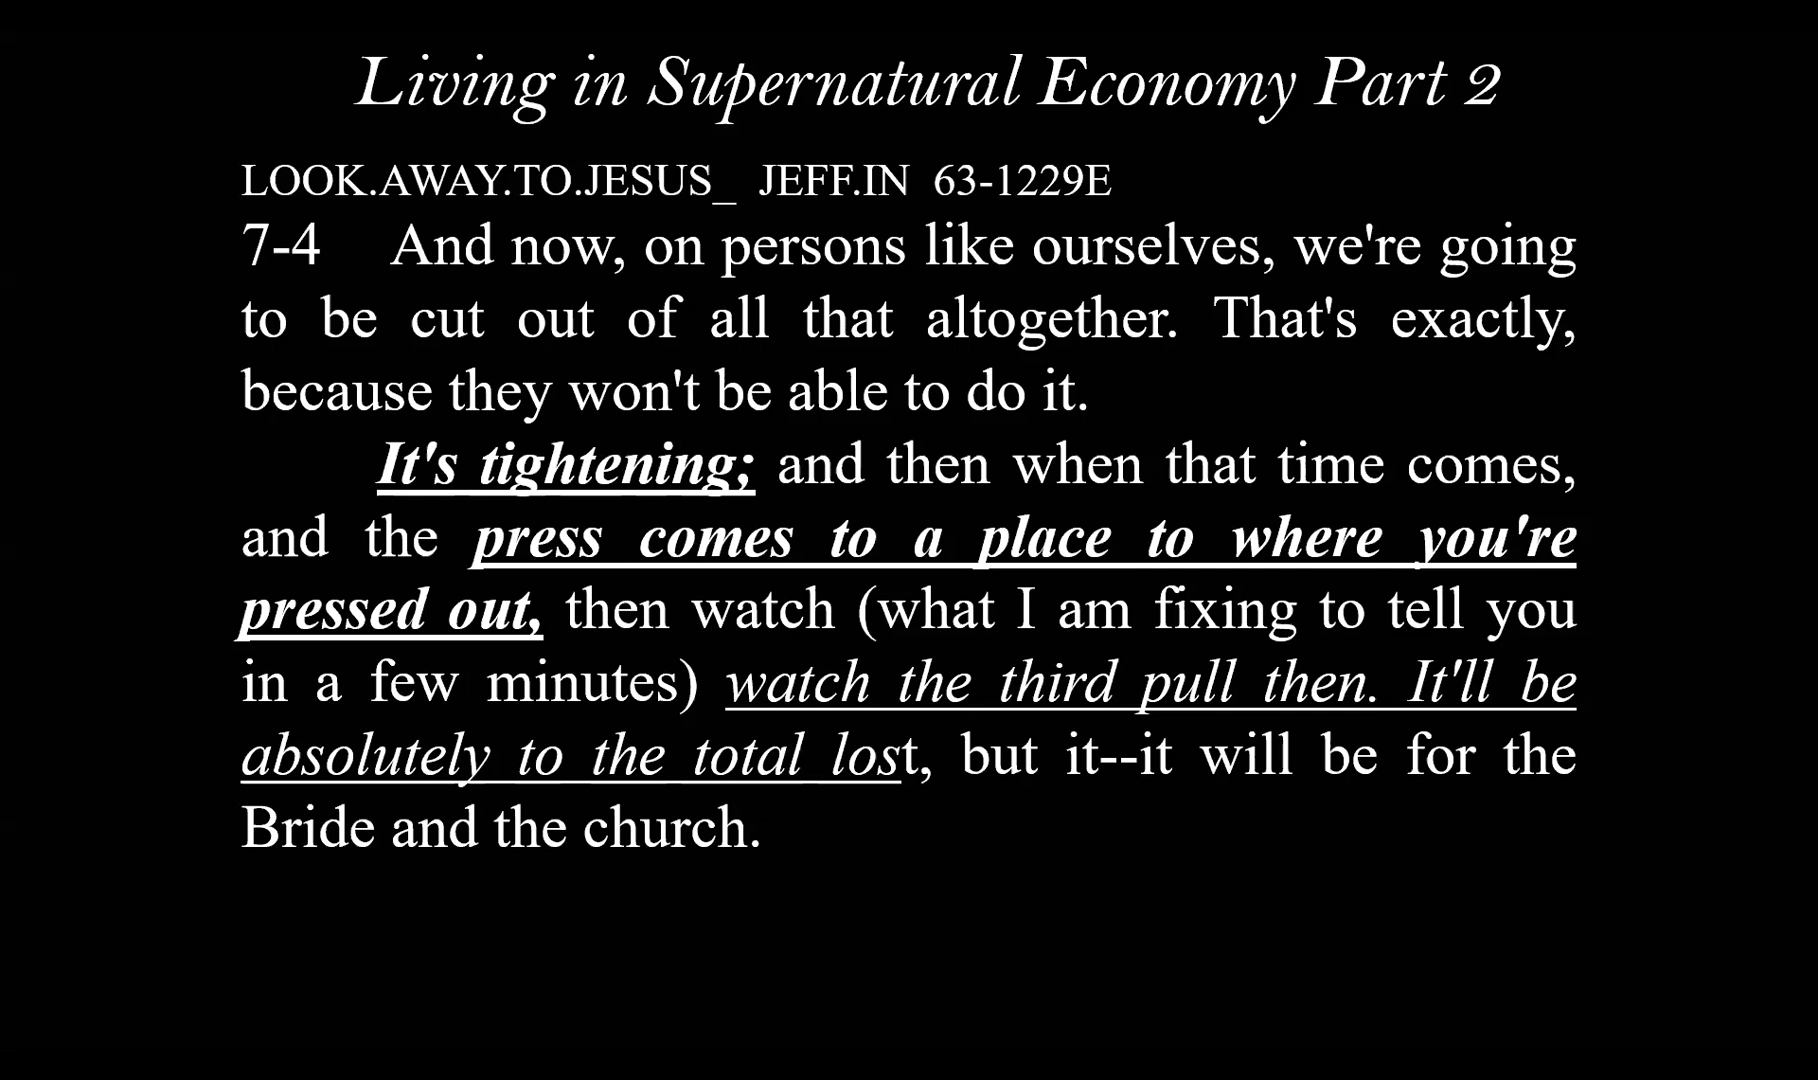 Living in Supernatural Economy Part 2
LOOK.AWAY.TO.JESUS_ JEFF.IN 63-1229E
7-4 And now, on persons like ourselves, we're going
to be cut out of all that altogether. That's exactly,
because they won't be able to do it.
It's tightening; and then when that time comes,
and the press comes to a place to where you're
pressed out, then watch (what I am fixing to tell you
in a few minutes) watch the third pull then. It'll be
absolutely to the total lost, but it--it will be for the
Bride and the church.